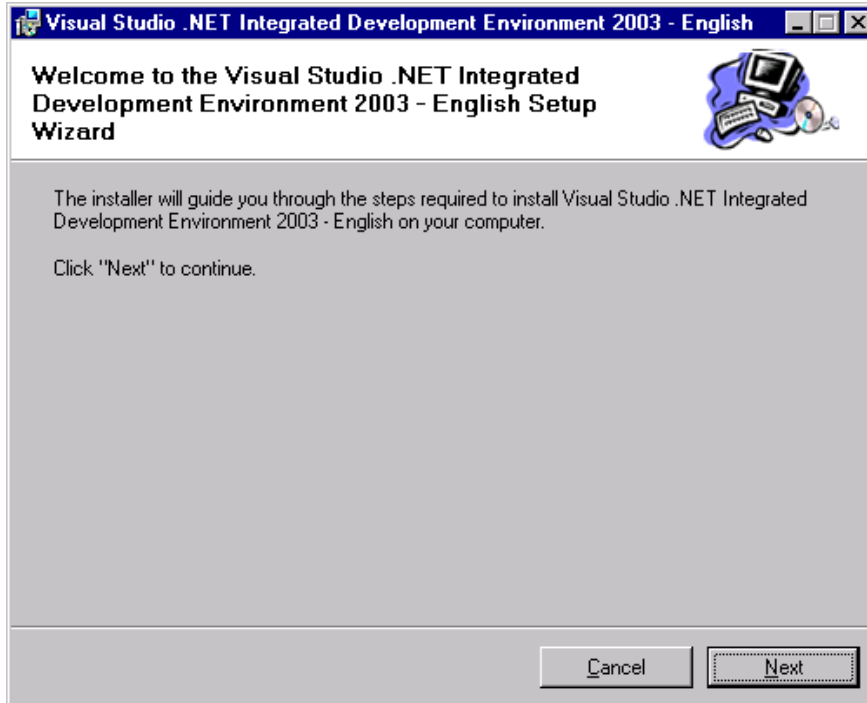 Visual Studio .NET Integrated Development Environment 2003 - English
Welcome to the Visual Studio .NET Integrated
Development Environment 2003 - English Setup
Wizard
The installer will guide you through the steps required to install Visual Studio .NET Integrated
Development Environment 2003 - English on your computer.
Click "Next" to continue.
Cancel
Next